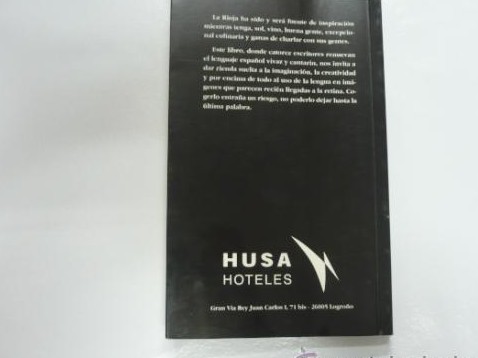 La Rioja ha sido y será fuente de inspiración
mientras tenga, sol, vino, buena gente, excepcio-
nal culinaria y ganas de charlar con sus gentes.
Este libro, donde catorce escritores renuevan
el lenguaje español vivaz y cantarín, nos invita a
dar rienda suelta a la imaginación, la creatividad
y por encima de todo al uso de la lengua en imá-
genes que parecen recién llegadas a la retina. Co-
gerlo entraña un riesgo, no poderlo dejar hasta la
última palabra.
HUSA
HOTELES
Gran Vía Rey Juan Carlos I, 71 bis - 26005 Logroño